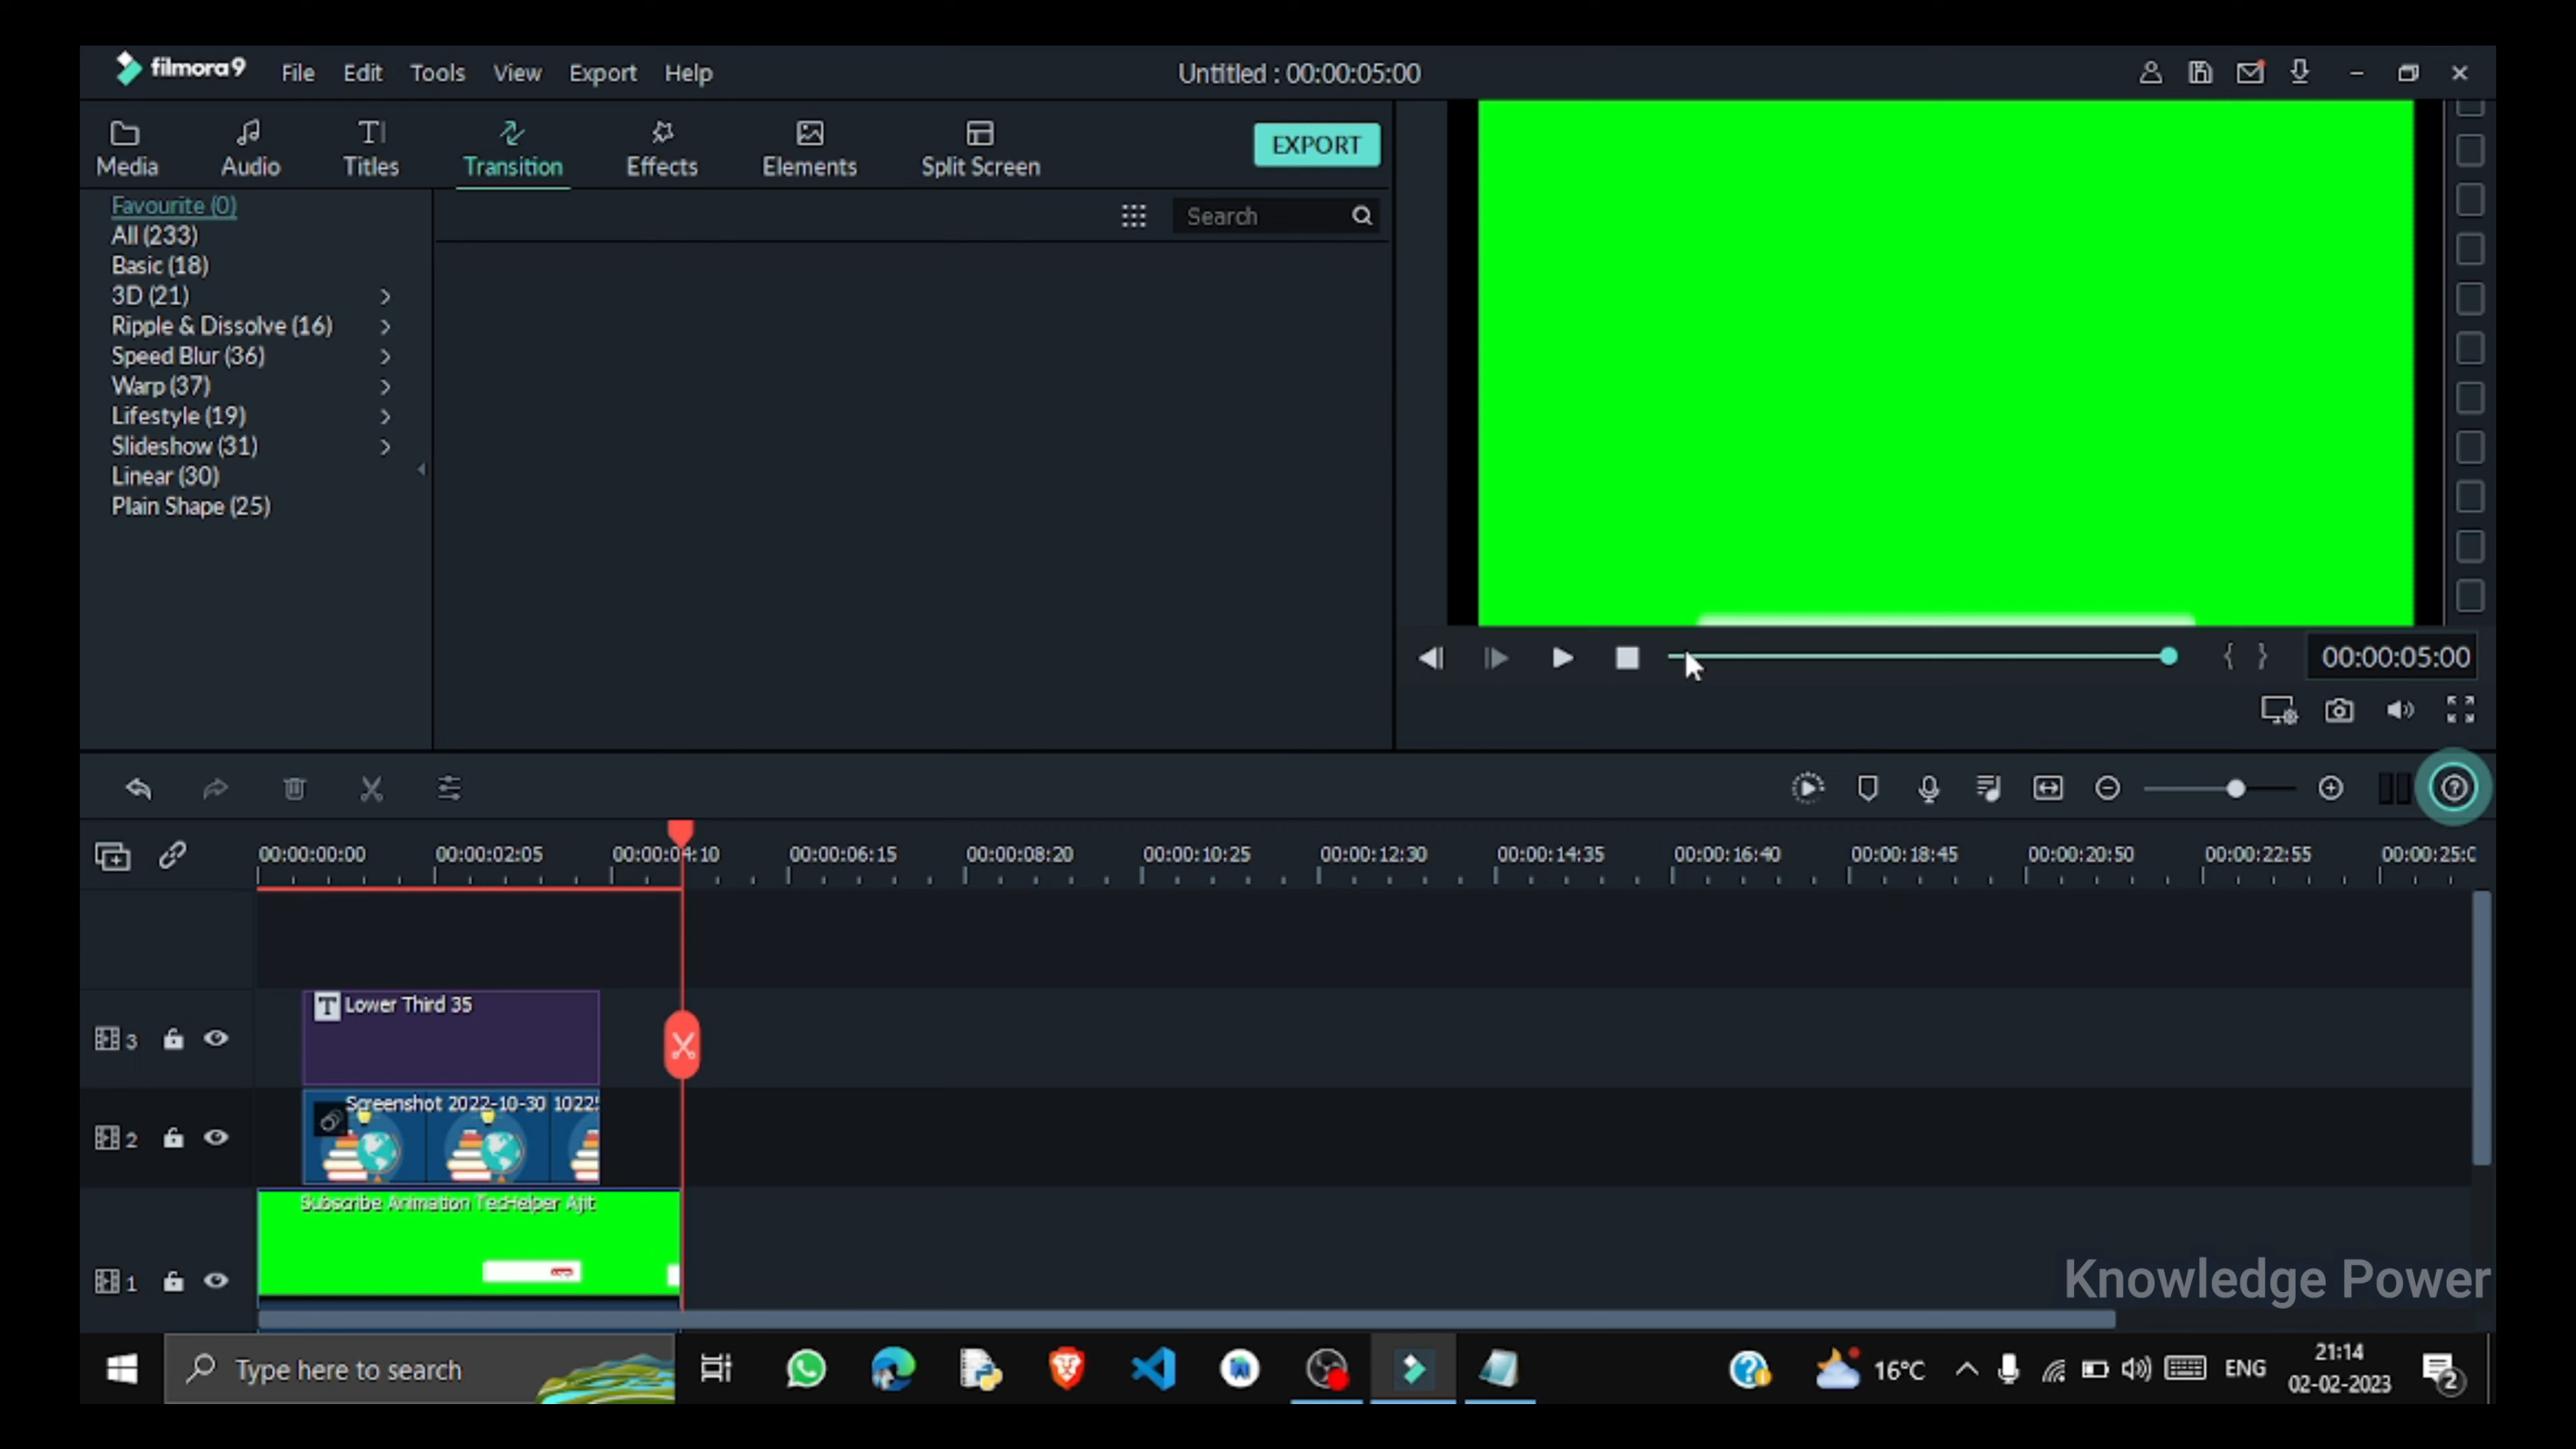 filmora9 File Edit Tools View Export Help Untitled : 00:00:05:00
Media Audio Titles Transition Effects Elements Split Screen EXPORT
Favourite (0)
Search
All (233)
Basic (18)
3D (21)
Ripple & Dissolve (16)
Speed Blur (36)
Warp (37)
Lifestyle (19)
Slideshow (31)
Linear (30)
Plain Shape (25)
00:00:05:00
00:00:00:00 00:00:02:05 00:00:04:10 00:00:06:15 00:00:08:20 00:00:10:25 00:00:12:30 00:00:14:35 00:00:16:40 00:00:18:45 00:00:20:50 00:00:22:55 00:00:25:0
T Lower Third 35
3
Screenshot 2022-10-30 1022
2
Subscribe Animation TecHelper Ajit
1
Knowledge Power
Type here to search 16°C ENG 21:14
02-02-2023
2